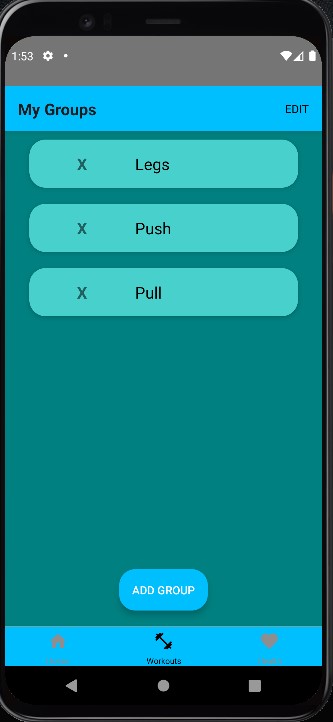 1:53
My Groups
EDIT
X Legs
X Push
X Pull
ADD GROUP
Workouts